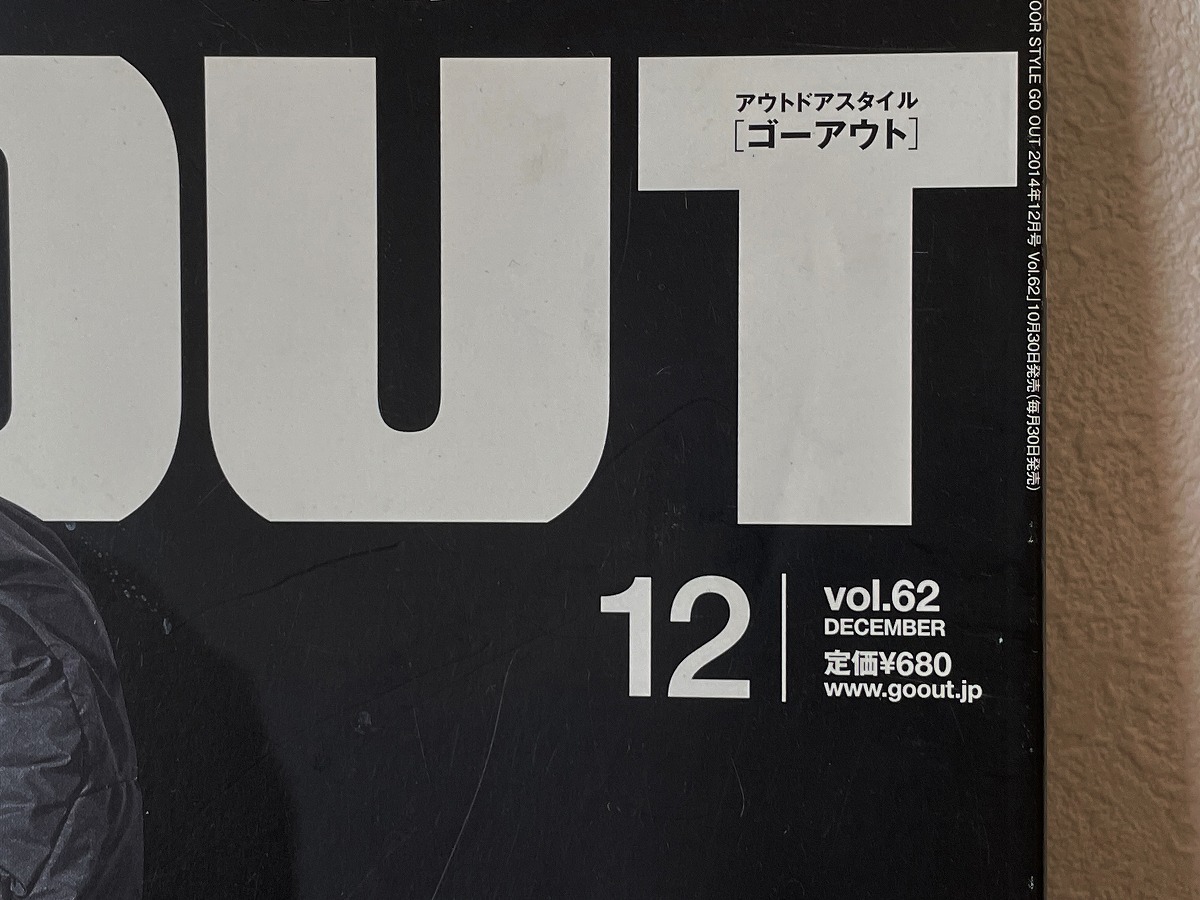 OUT
アウトドアスタイル
[ゴーアウト]
12
vol.62
DECEMBER
定価¥680
www.goout.jp
OOR STYLE GO OUT 2014年12月号 Vol.62」10月30日発売(毎月30日発売)